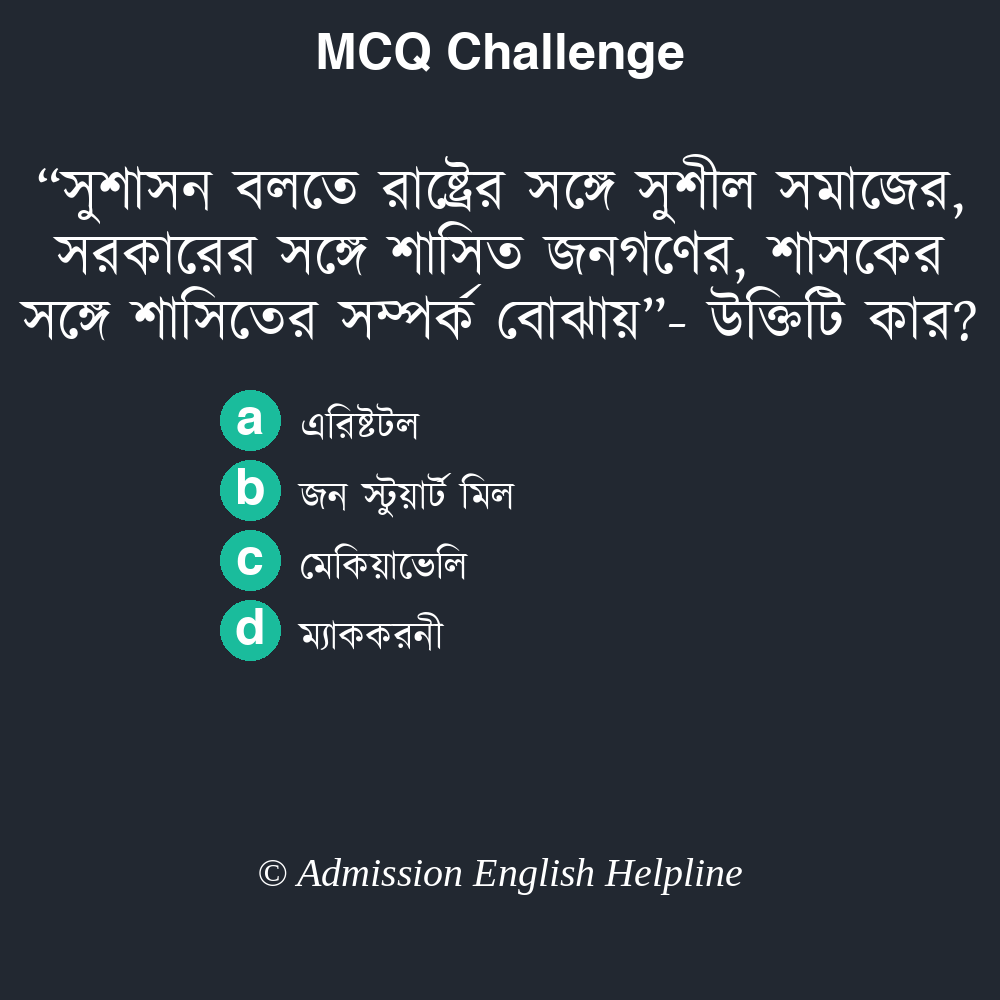 MCQ Challenge
“সুশাসন বলতে রাষ্ট্রের সঙ্গে সুশীল সমাজের,
সরকারের সঙ্গে শাসিত জনগণের, শাসকের
সঙ্গে শাসিতের সম্পর্ক বোঝায়”- উক্তিটি কার?
a এরিষ্টটল
b জন স্টুয়ার্ট মিল
c মেকিয়াভেলি
d ম্যাককরনী
© Admission English Helpline